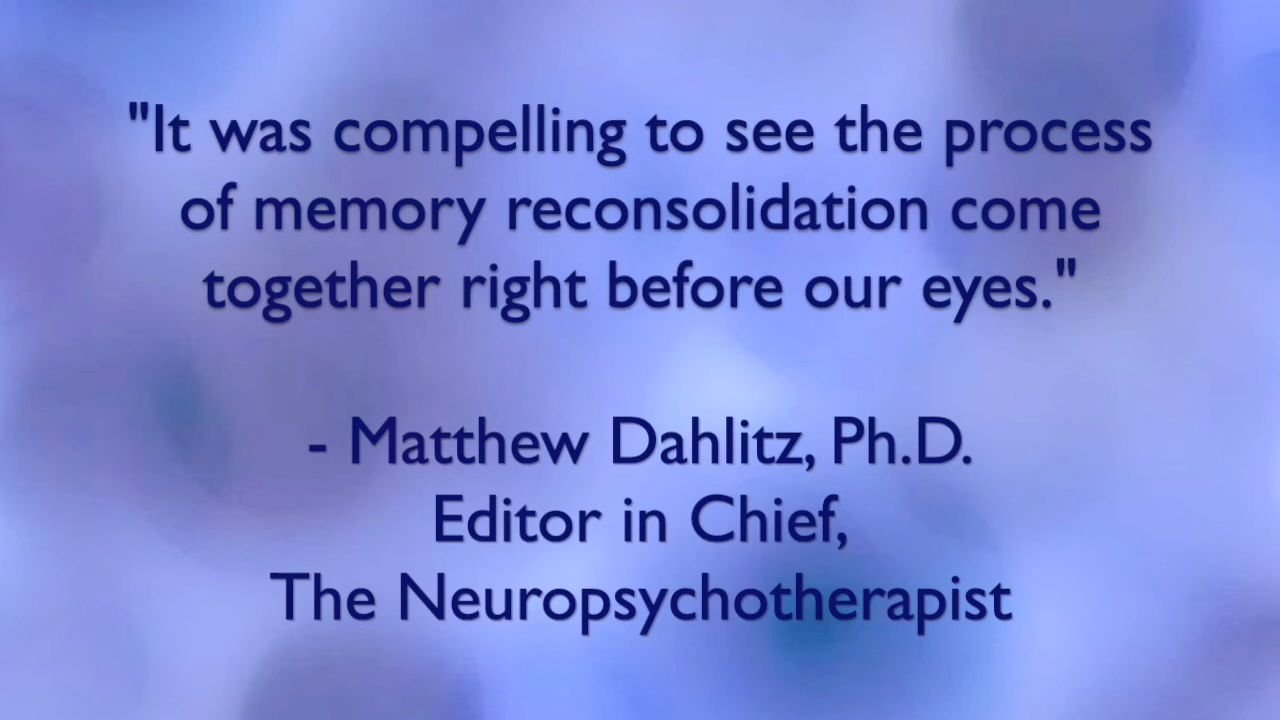 "It was compelling to see the process
of memory reconsolidation come
together right before our eyes."
- Matthew Dahlitz, Ph.D.
Editor in Chief,
The Neuropsychotherapist